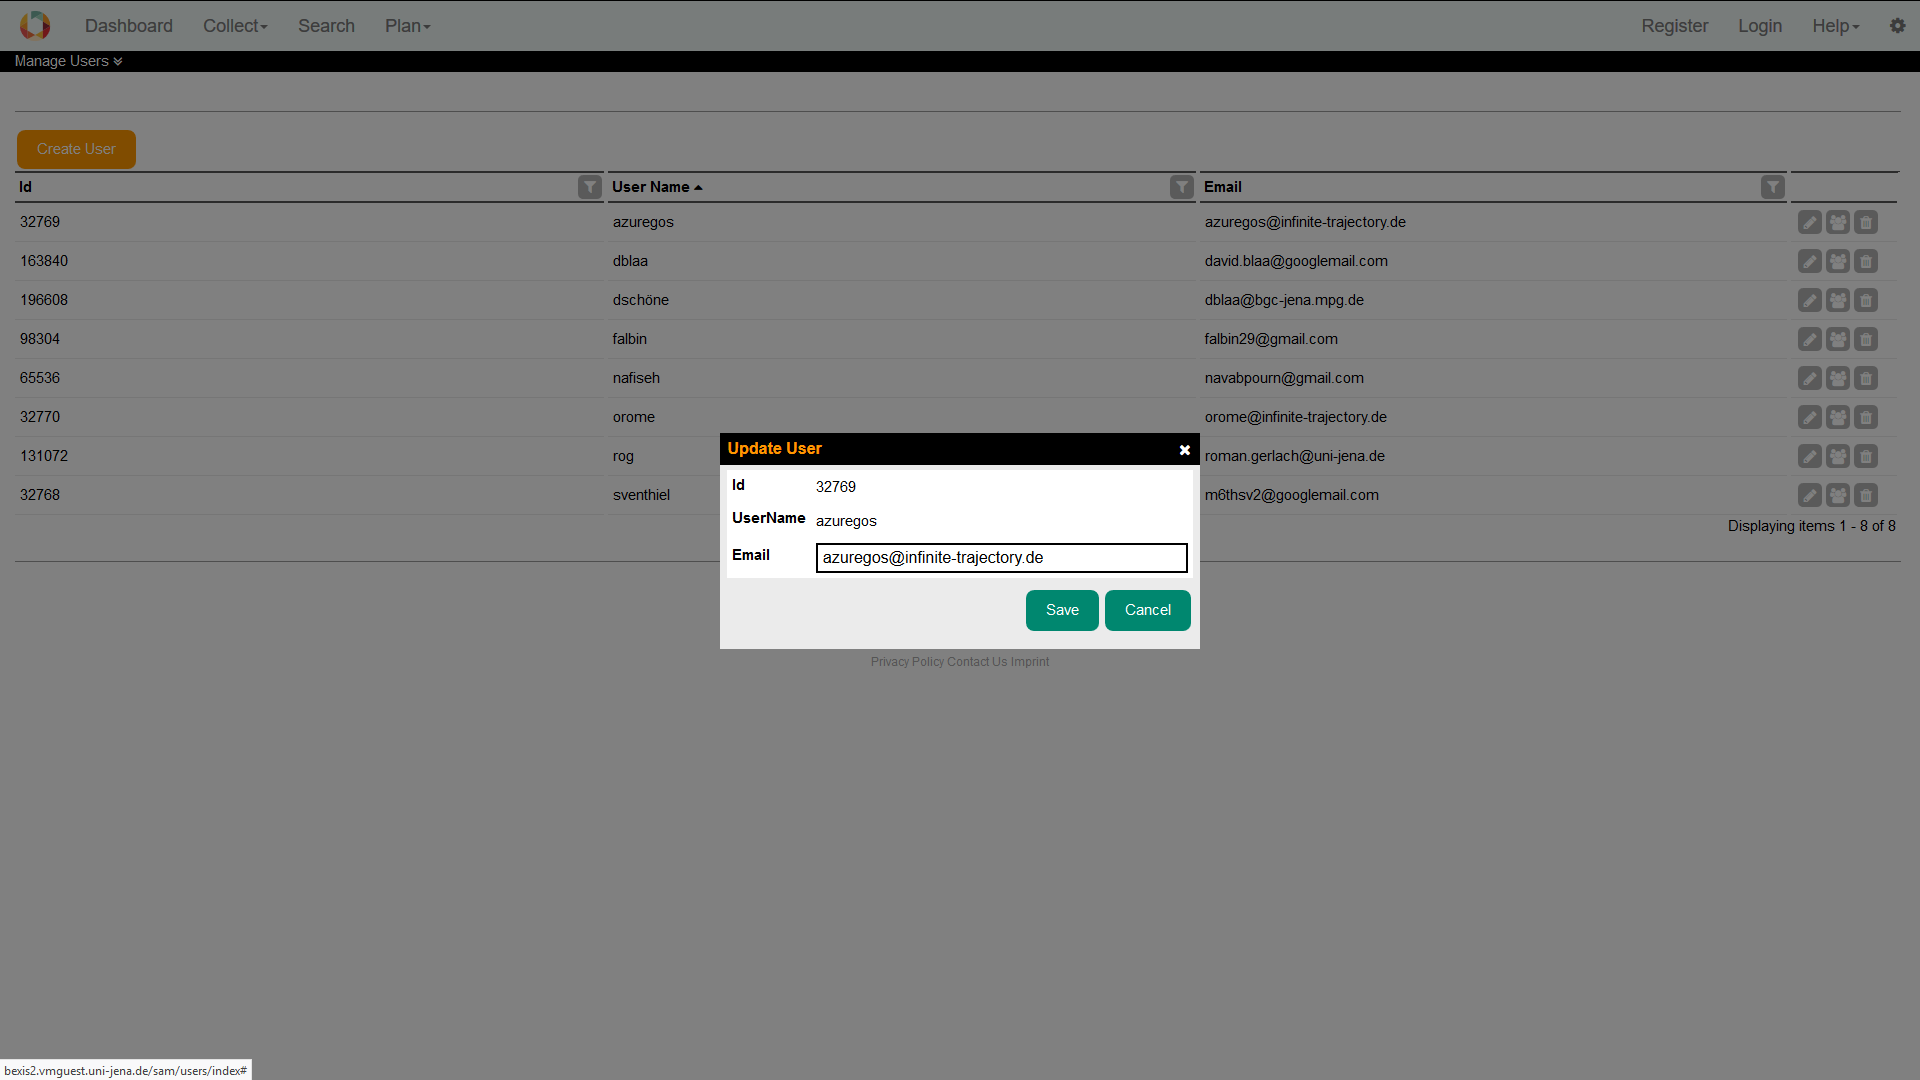 Dashboard Collect Search Plan Register Login Help
Manage Users
Create User
Id User Name Email
32769 azuregos azuregos@infinite-trajectory.de
163840 dblaa david.blaa@googlemail.com
196608 dschöne dblaa@bgc-jena.mpg.de
98304 falbin falbin29@gmail.com
65536 nafiseh navabpourn@gmail.com
32770 orome orome@infinite-trajectory.de
131072 rog roman.gerlach@uni-jena.de
32768 sventhiel m6thsv2@googlemail.com
Displaying items 1 - 8 of 8
Update User
Id 32769
UserName azuregos
Email azuregos@infinite-trajectory.de
Save Cancel
Privacy Policy Contact Us Imprint
bexis2.vmguest.uni-jena.de/sam/users/index#